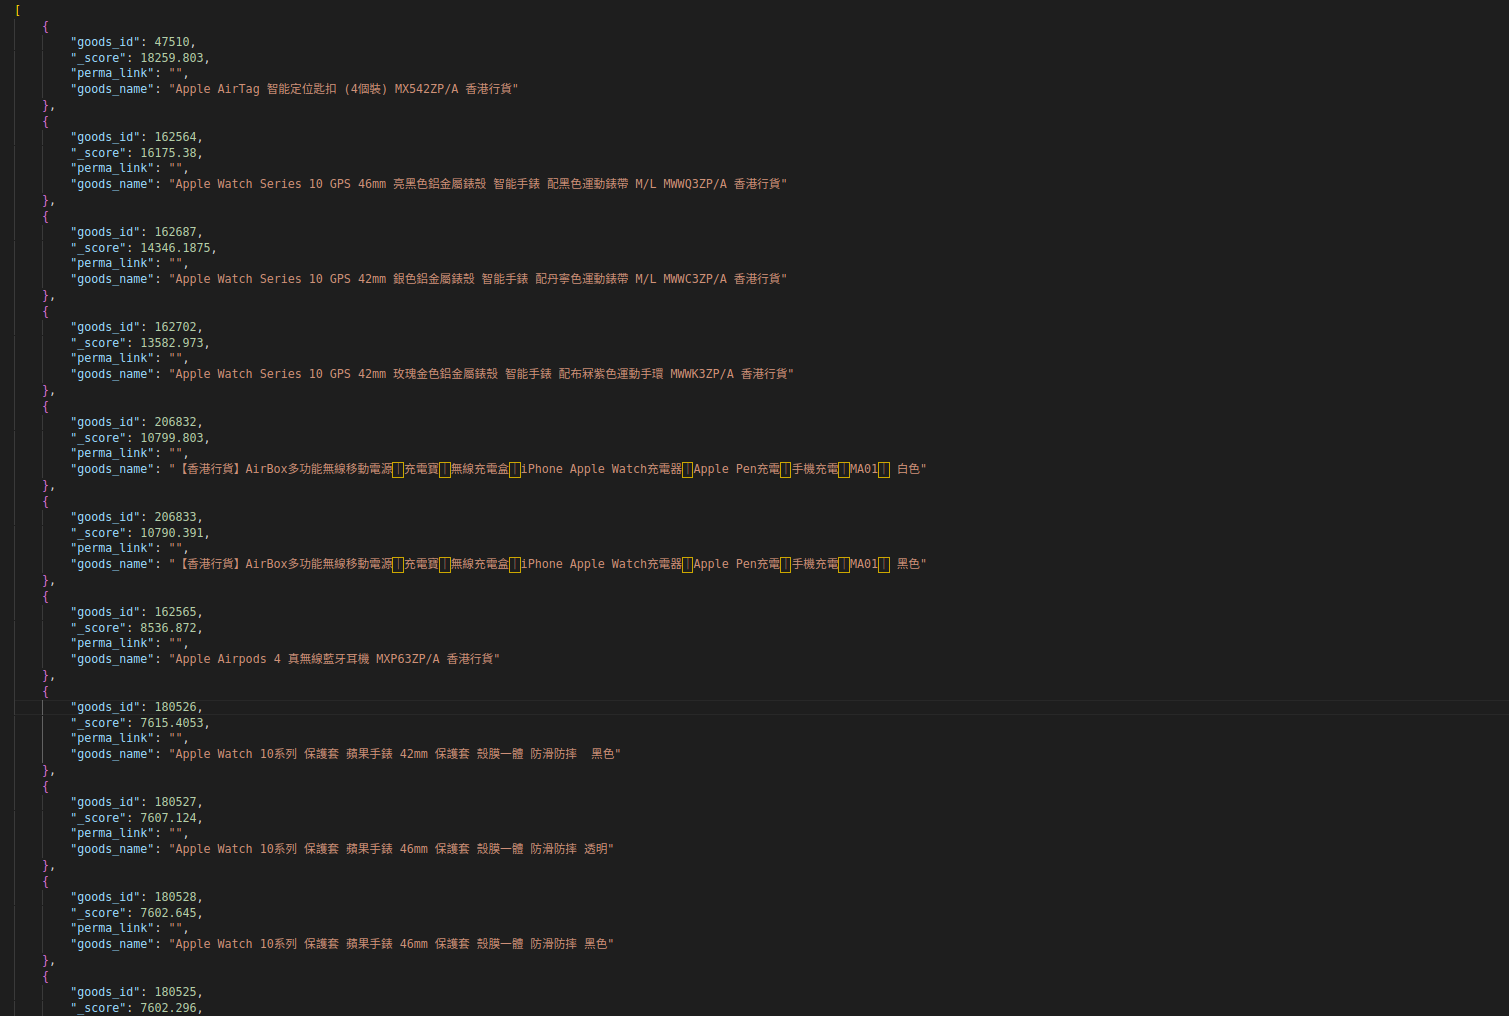 [
{
"goods_id": 47510,
"_score": 18259.803,
"perma_link": "",
"goods_name": "Apple AirTag 智能定位匙扣 (4個裝) MX542ZP/A 香港行貨"
},
{
"goods_id": 162564,
"_score": 16175.38,
"perma_link": "",
"goods_name": "Apple Watch Series 10 GPS 46mm 亮黑色鋁金屬錶殼 智能手錶 配黑色運動錶帶 M/L MWWQ3ZP/A 香港行貨"
},
{
"goods_id": 162687,
"_score": 14346.1875,
"perma_link": "",
"goods_name": "Apple Watch Series 10 GPS 42mm 銀色鋁金屬錶殼 智能手錶 配丹寧色運動錶帶 M/L MWWC3ZP/A 香港行貨"
},
{
"goods_id": 162702,
"_score": 13582.973,
"perma_link": "",
"goods_name": "Apple Watch Series 10 GPS 42mm 玫瑰金色鋁金屬錶殼 智能手錶 配布冧紫色運動手環 MWWK3ZP/A 香港行貨"
},
{
"goods_id": 206832,
"_score": 10799.803,
"perma_link": "",
"goods_name": "【香港行貨】AirBox多功能無線移動電源｜充電寶｜無線充電盒｜iPhone Apple Watch充電器｜Apple Pen充電｜手機充電｜MA01｜ 白色"
},
{
"goods_id": 206833,
"_score": 10790.391,
"perma_link": "",
"goods_name": "【香港行貨】AirBox多功能無線移動電源｜充電寶｜無線充電盒｜iPhone Apple Watch充電器｜Apple Pen充電｜手機充電｜MA01｜ 黑色"
},
{
"goods_id": 162565,
"_score": 8536.872,
"perma_link": "",
"goods_name": "Apple Airpods 4 真無線藍牙耳機 MXP63ZP/A 香港行貨"
},
{
"goods_id": 180526,
"_score": 7615.4053,
"perma_link": "",
"goods_name": "Apple Watch 10系列 保護套 蘋果手錶 42mm 保護套 殼膜一體 防滑防摔  黑色"
},
{
"goods_id": 180527,
"_score": 7607.124,
"perma_link": "",
"goods_name": "Apple Watch 10系列 保護套 蘋果手錶 46mm 保護套 殼膜一體 防滑防摔 透明"
},
{
"goods_id": 180528,
"_score": 7602.645,
"perma_link": "",
"goods_name": "Apple Watch 10系列 保護套 蘋果手錶 46mm 保護套 殼膜一體 防滑防摔 黑色"
},
{
"goods_id": 180525,
"_score": 7602.296,